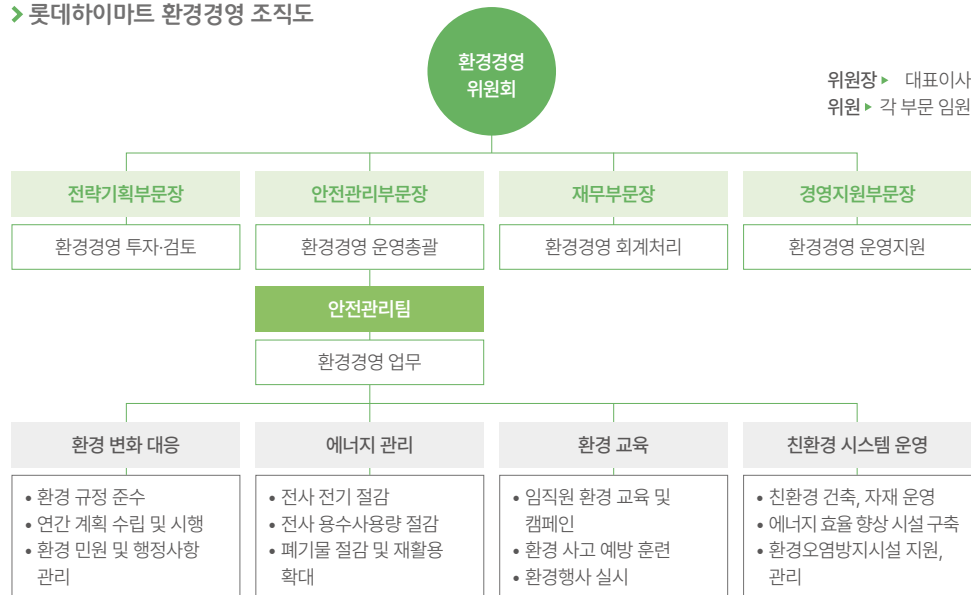 롯데하이마트 환경경영 조직도
환경경영
위원회
위원장 ▶ 대표이사
위원 ▶ 각 부문 임원
전략기획부문장
안전관리부문장
재무부문장
경영지원부문장
환경경영 투자·검토
환경경영 운영총괄
환경경영 회계처리
환경경영 운영지원
안전관리팀
환경경영 업무
환경 변화 대응
에너지 관리
환경 교육
친환경 시스템 운영
• 환경 규정 준수
• 연간 계획 수립 및 시행
• 환경 민원 및 행정사항
관리
• 전사 전기 절감
• 전사 용수사용량 절감
• 폐기물 절감 및 재활용
확대
• 임직원 환경 교육 및
캠페인
• 환경 사고 예방 훈련
• 환경행사 실시
• 친환경 건축, 자재 운영
• 에너지 효율 향상 시설 구축
• 환경오염방지시설 지원,
관리